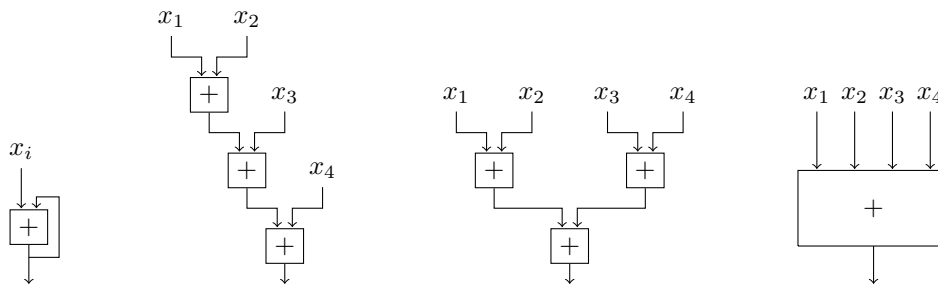 x_i
+
x_1 x_2
+
x_3
+
x_4
+
x_1 x_2 x_3 x_4
+ +
+
x_1 x_2 x_3 x_4
+